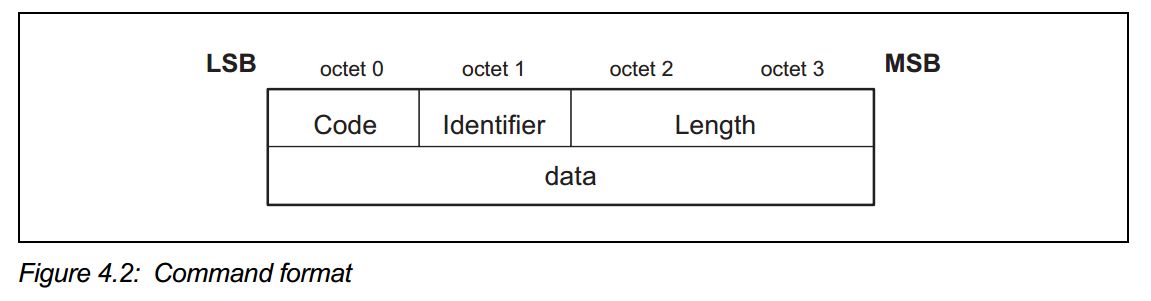 LSB octet 0 octet 1 octet 2 octet 3 MSB
Code Identifier Length
data
Figure 4.2: Command format